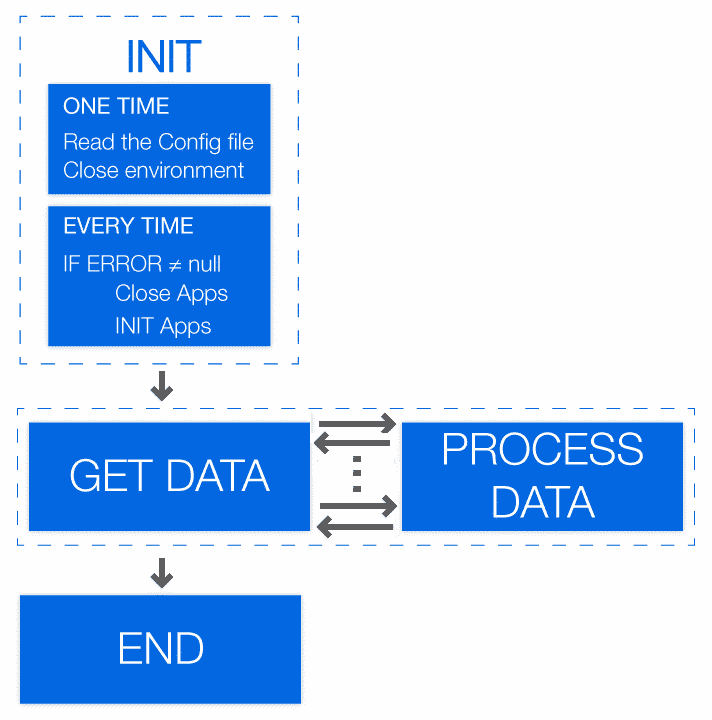 INIT
ONE TIME
Read the Config file
Close environment
EVERY TIME
IF ERROR ≠ null
Close Apps
INIT Apps
GET DATA
PROCESS
DATA
END